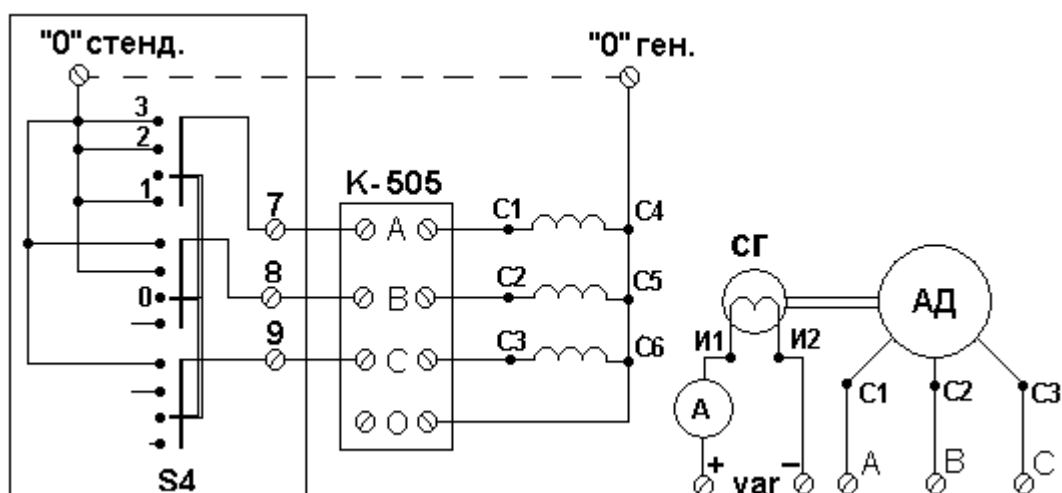 "0" стенд.
"0" ген.
3
2
1
0
7
8
9
S4
К-505
A
B
C
O
C1
C2
C3
C4
C5
C6
СГ
И1
И2
А
+
var
−
АД
C1
C2
C3
A
B
C